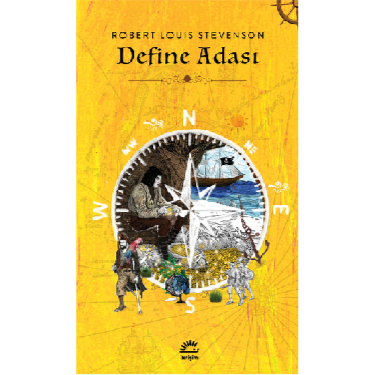 ROBERT LOUIS STEVENSON
Define Adası
N
NW
NE
W
E
S
iletişim